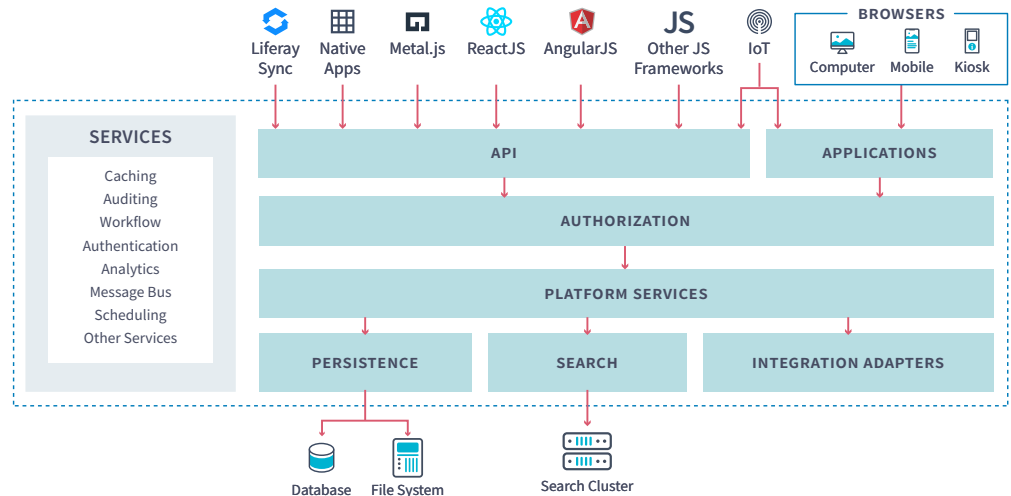 BROWSERS
Liferay
Sync
Native
Apps
Metal.js
ReactJS
AngularJS
JS
Other JS
Frameworks
IoT
Computer
Mobile
Kiosk
SERVICES
Caching
Auditing
Workflow
Authentication
Analytics
Message Bus
Scheduling
Other Services
API
APPLICATIONS
AUTHORIZATION
PLATFORM SERVICES
PERSISTENCE
SEARCH
INTEGRATION ADAPTERS
Database
File System
Search Cluster